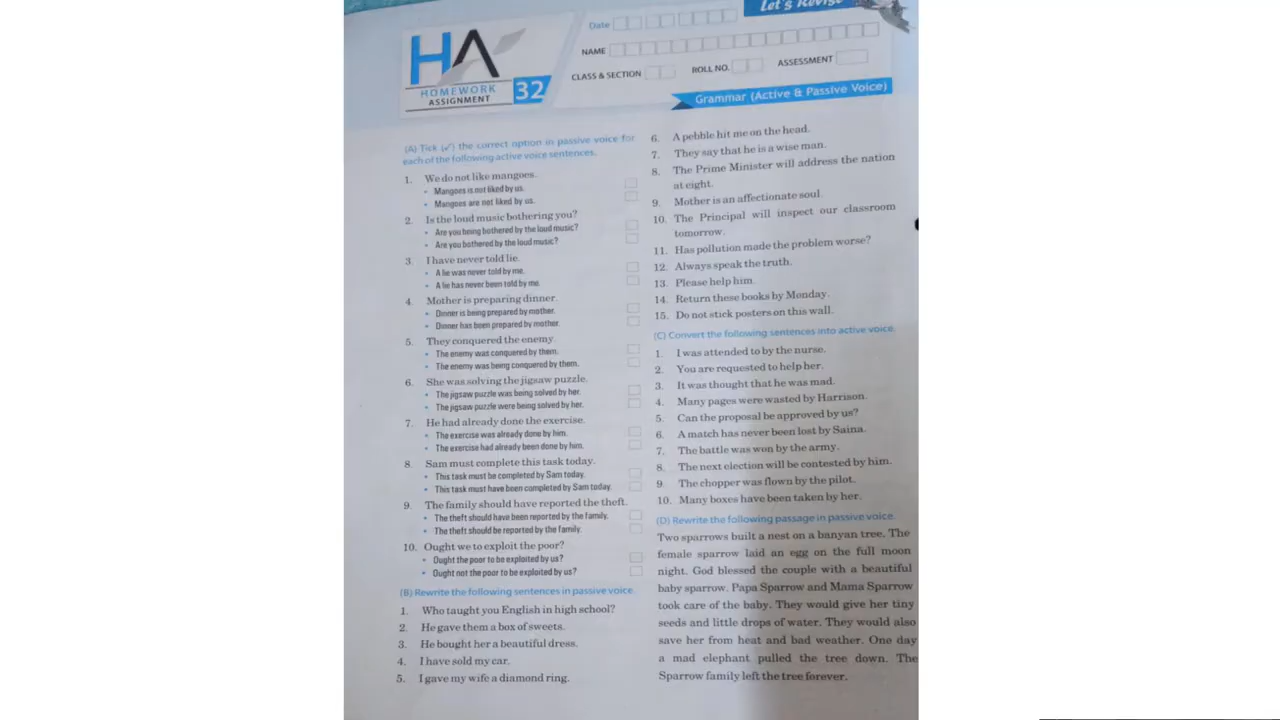 Let's Revise
Date
HA
HOMEWORK
ASSIGNMENT
32
NAME
CLASS & SECTION
ROLL NO.
ASSESSMENT
Grammar (Active & Passive Voice)
(A) Tick (✓) the correct option in passive voice for
each of the following active voice sentences.
1. We do not like mangoes.
• Mangoes is not liked by us.
• Mangoes are not liked by us.
2. Is the loud music bothering you?
• Are you being bothered by the loud music?
• Are you bothered by the loud music?
3. I have never told lie.
• A lie was never told by me.
• A lie has never been told by me.
4. Mother is preparing dinner.
• Dinner is being prepared by mother.
• Dinner has been prepared by mother.
5. They conquered the enemy.
• The enemy was conquered by them.
• The enemy was being conquered by them.
6. She was solving the jigsaw puzzle.
• The jigsaw puzzle was being solved by her.
• The jigsaw puzzle were being solved by her.
7. He had already done the exercise.
• The exercise was already done by him.
• The exercise had already been done by him.
8. Sam must complete this task today.
• This task must be completed by Sam today.
• This task must have been completed by Sam today.
9. The family should have reported the theft.
• The theft should have been reported by the family.
• The theft should be reported by the family.
10. Ought we to exploit the poor?
• Ought the poor to be exploited by us?
• Ought not the poor to be exploited by us?
(B) Rewrite the following sentences in passive voice.
1. Who taught you English in high school?
2. He gave them a box of sweets.
3. He bought her a beautiful dress.
4. I have sold my car.
5. I gave my wife a diamond ring.
6. A pebble hit me on the head.
7. They say that he is a wise man.
8. The Prime Minister will address the nation
at eight.
9. Mother is an affectionate soul.
10. The Principal will inspect our classroom
tomorrow.
11. Has pollution made the problem worse?
12. Always speak the truth.
13. Please help him.
14. Return these books by Monday.
15. Do not stick posters on this wall.
(C) Convert the following sentences into active voice.
1. I was attended to by the nurse.
2. You are requested to help her.
3. It was thought that he was mad.
4. Many pages were wasted by Harrison.
5. Can the proposal be approved by us?
6. A match has never been lost by Saina.
7. The battle was won by the army.
8. The next election will be contested by him.
9. The chopper was flown by the pilot.
10. Many boxes have been taken by her.
(D) Rewrite the following passage in passive voice.
Two sparrows built a nest on a banyan tree. The
female sparrow laid an egg on the full moon
night. God blessed the couple with a beautiful
baby sparrow. Papa Sparrow and Mama Sparrow
took care of the baby. They would give her tiny
seeds and little drops of water. They would also
save her from heat and bad weather. One day
a mad elephant pulled the tree down. The
Sparrow family left the tree forever.